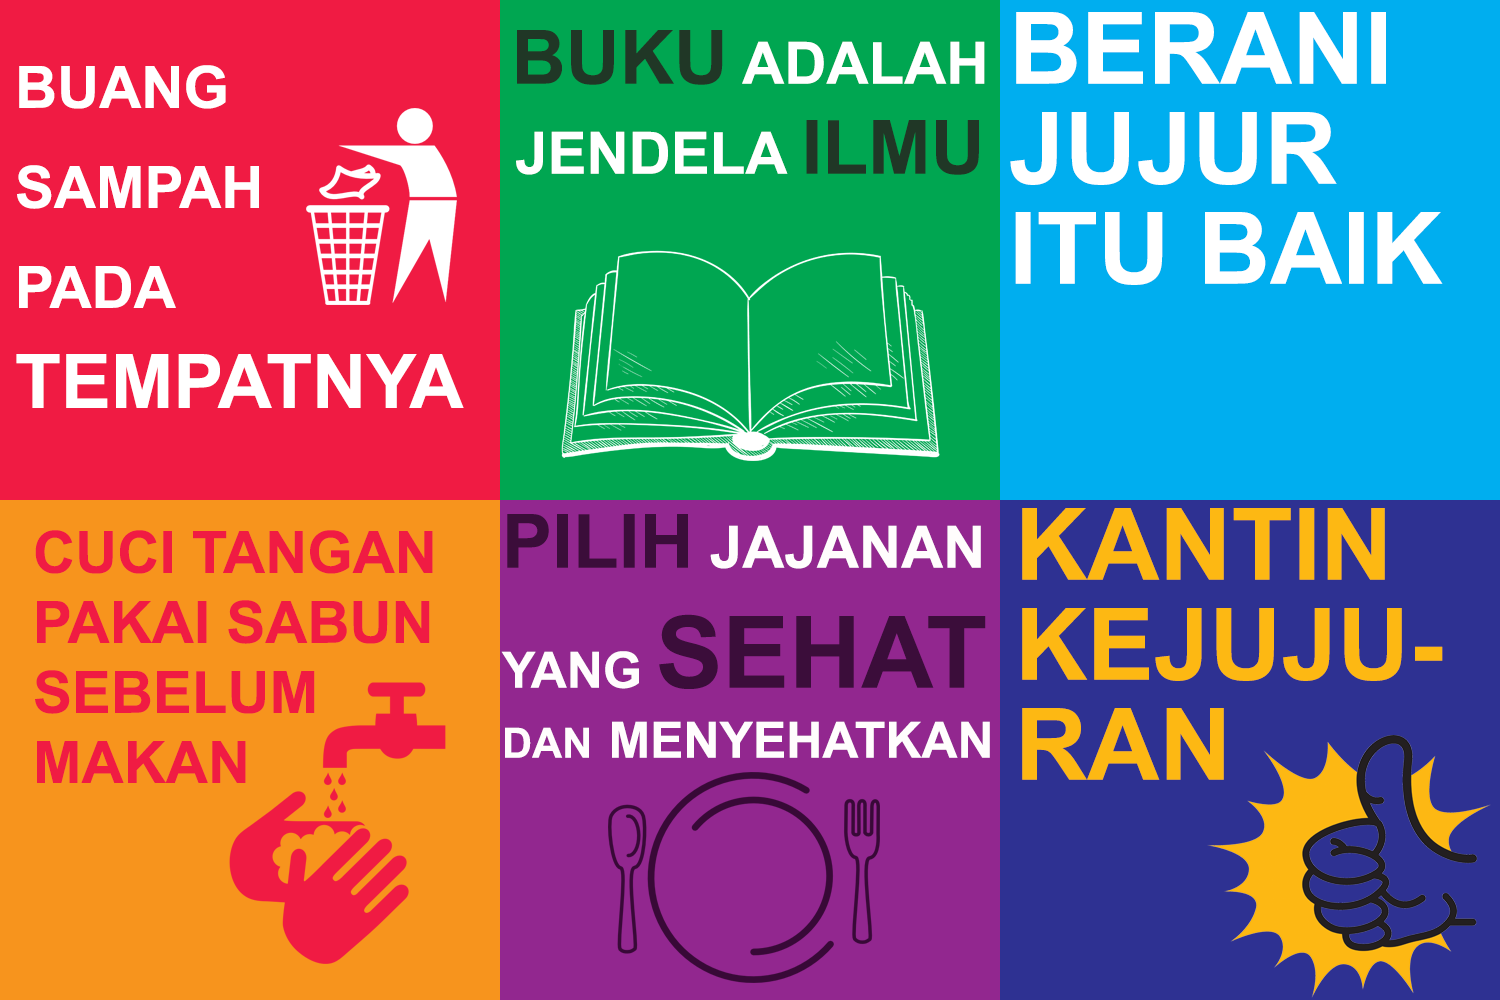 BUANG
SAMPAH
PADA
TEMPATNYA
BUKU ADALAH
JENDELA ILMU
BERANI
JUJUR
ITU BAIK
CUCI TANGAN
PAKAI SABUN
SEBELUM
MAKAN
PILIH JAJANAN
YANG SEHAT
DAN MENYEHATKAN
KANTIN
KEJUJU-
RAN